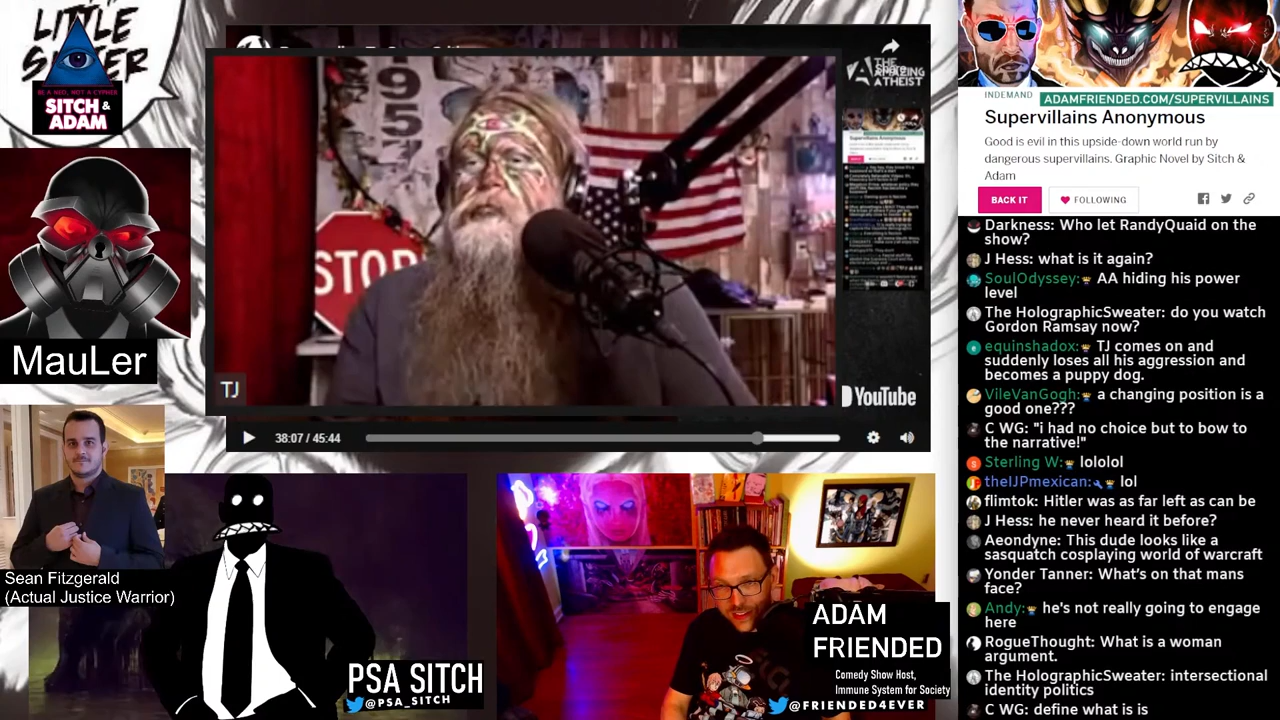 LITTLE
SISTER
BE A NEO, NOT A CYPHER
SITCH &
ADAM
MauLer
Sean Fitzgerald
(Actual Justice Warrior)
1957
STOP
TJ
THE
AMAZING
ATHEIST
YouTube
38:07 / 45:44
PSA SITCH
@PSA_SITCH
ADAM
FRIENDED
Comedy Show Host,
Immune System for Society
@FRIENDED4EVER
INDEMAND
ADAMFRIENDED.COM/SUPERVILLAINS
Supervillains Anonymous
Good is evil in this upside-down world run by
dangerous supervillains. Graphic Novel by Sitch &
Adam
BACK IT
FOLLOWING
Darkness: Who let RandyQuaid on the
show?
J Hess: what is it again?
SoulOdyssey: AA hiding his power
level
The HolographicSweater: do you watch
Gordon Ramsay now?
equinshadox: TJ comes on and
suddenly loses all his aggression and
becomes a puppy dog.
VileVanGogh: a changing position is a
good one???
C WG: "i had no choice but to bow to
the narrative!"
Sterling W: lololol
theIJPmexican: lol
flimtok: Hitler was as far left as can be
J Hess: he never heard it before?
Aeondyne: This dude looks like a
sasquatch cosplaying world of warcraft
Yonder Tanner: What's on that mans
face?
Andy: he's not really going to engage
here
RogueThought: What is a woman
argument.
The HolographicSweater: intersectional
identity politics
C WG: define what is is